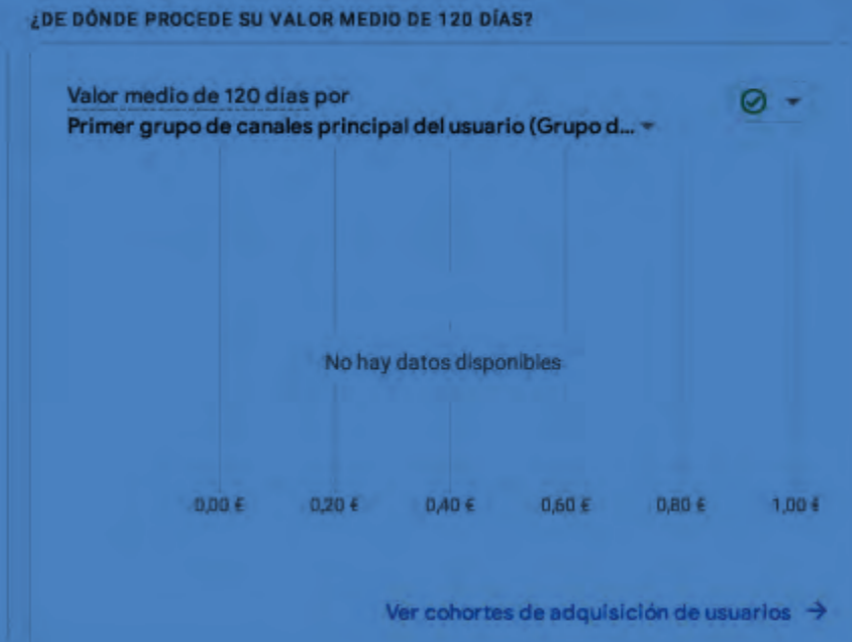 ¿DE DÓNDE PROCEDE SU VALOR MEDIO DE 120 DÍAS?
Valor medio de 120 días por
Primer grupo de canales principal del usuario (Grupo d...
No hay datos disponibles
0,00 € 0,20 € 0,40 € 0,60 € 0,80 € 1,00 €
Ver cohortes de adquisición de usuarios →